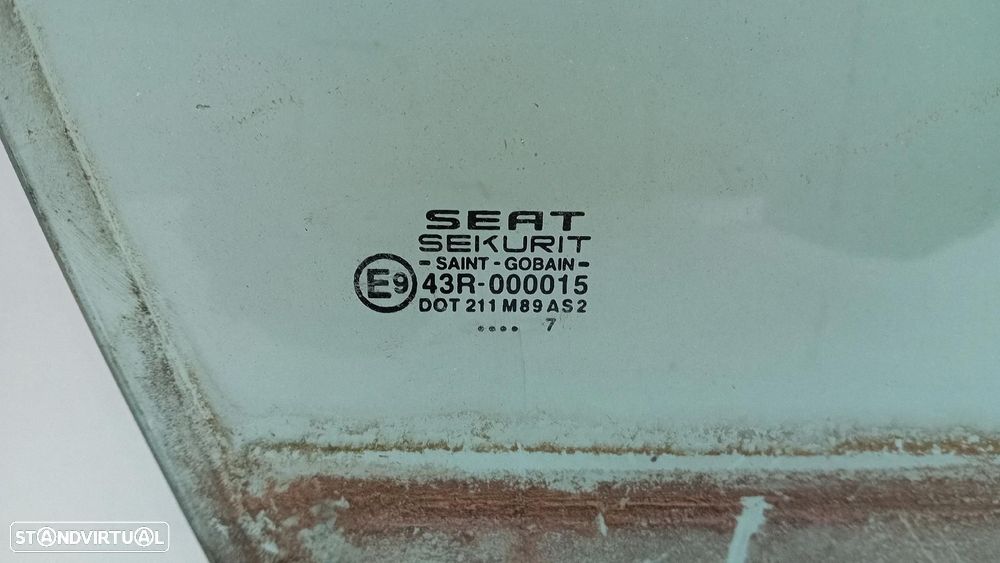 SEAT
SEKURIT
- SAINT - GOBAIN -
E9 43R-000015
DOT 211 M89 AS2
.... 7
STANDVIRTUAL